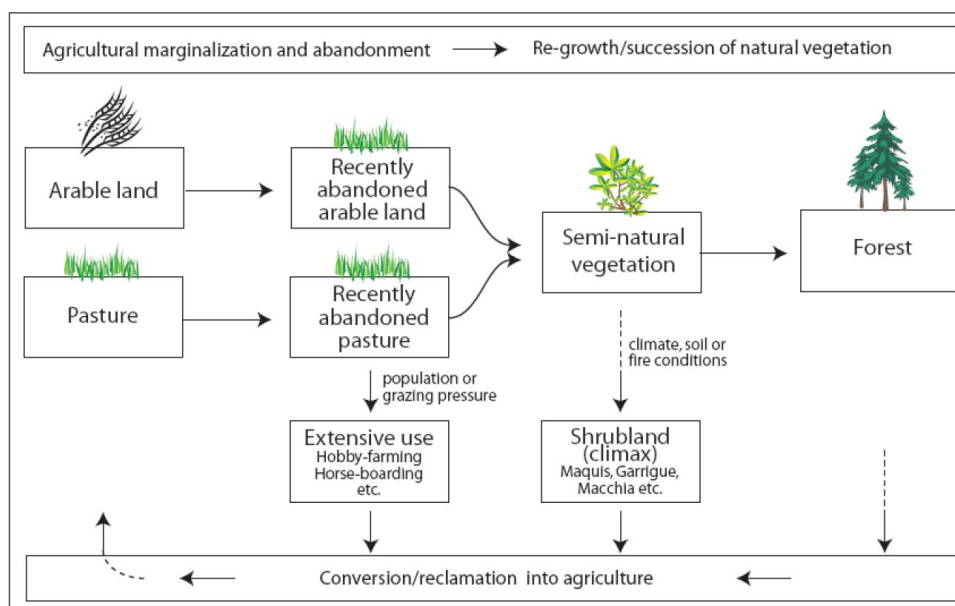 Agricultural marginalization and abandonment
Re-growth/succession of natural vegetation
Arable land
Recently
abandoned
arable land
Semi-natural
vegetation
Forest
Pasture
Recently
abandoned
pasture
population or
grazing pressure
climate, soil or
fire conditions
Extensive use
Hobby-farming
Horse-boarding
etc.
Shrubland
(climax)
Maquis, Garrigue,
Macchia etc.
Conversion/reclamation into agriculture